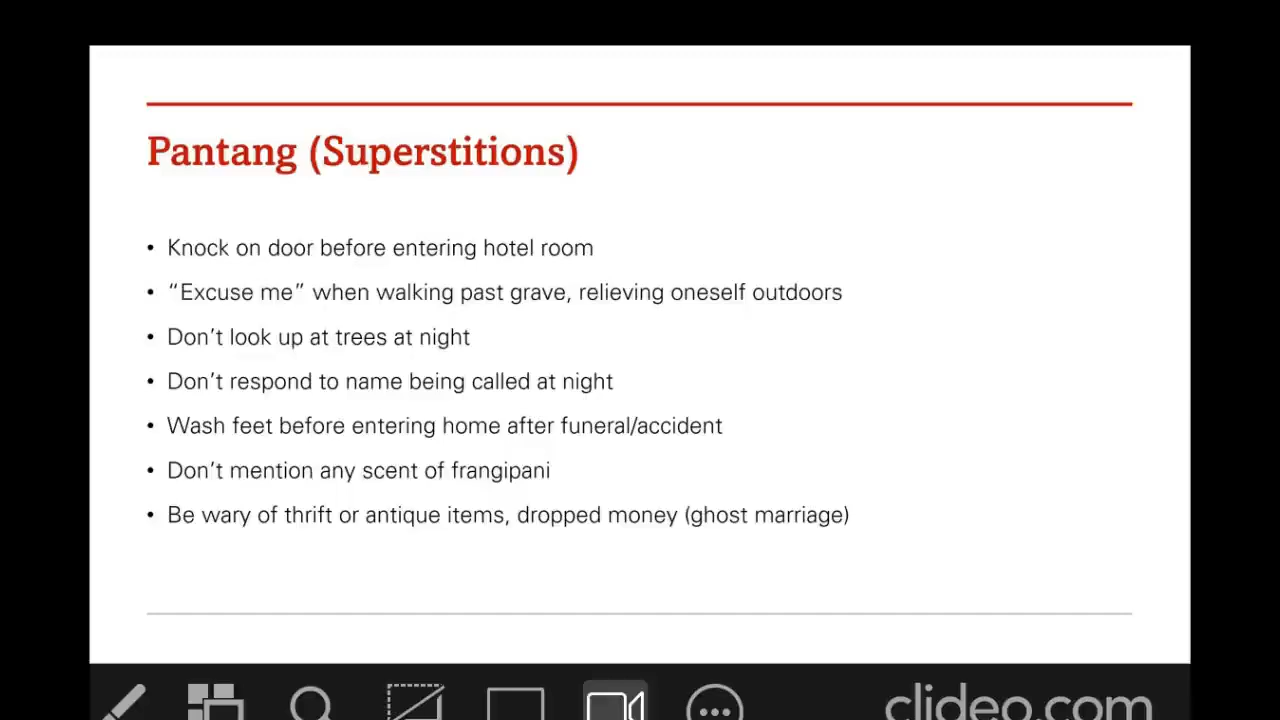 Pantang (Superstitions)
• Knock on door before entering hotel room
• “Excuse me” when walking past grave, relieving oneself outdoors
• Don’t look up at trees at night
• Don’t respond to name being called at night
• Wash feet before entering home after funeral/accident
• Don’t mention any scent of frangipani
• Be wary of thrift or antique items, dropped money (ghost marriage)
clideo.com